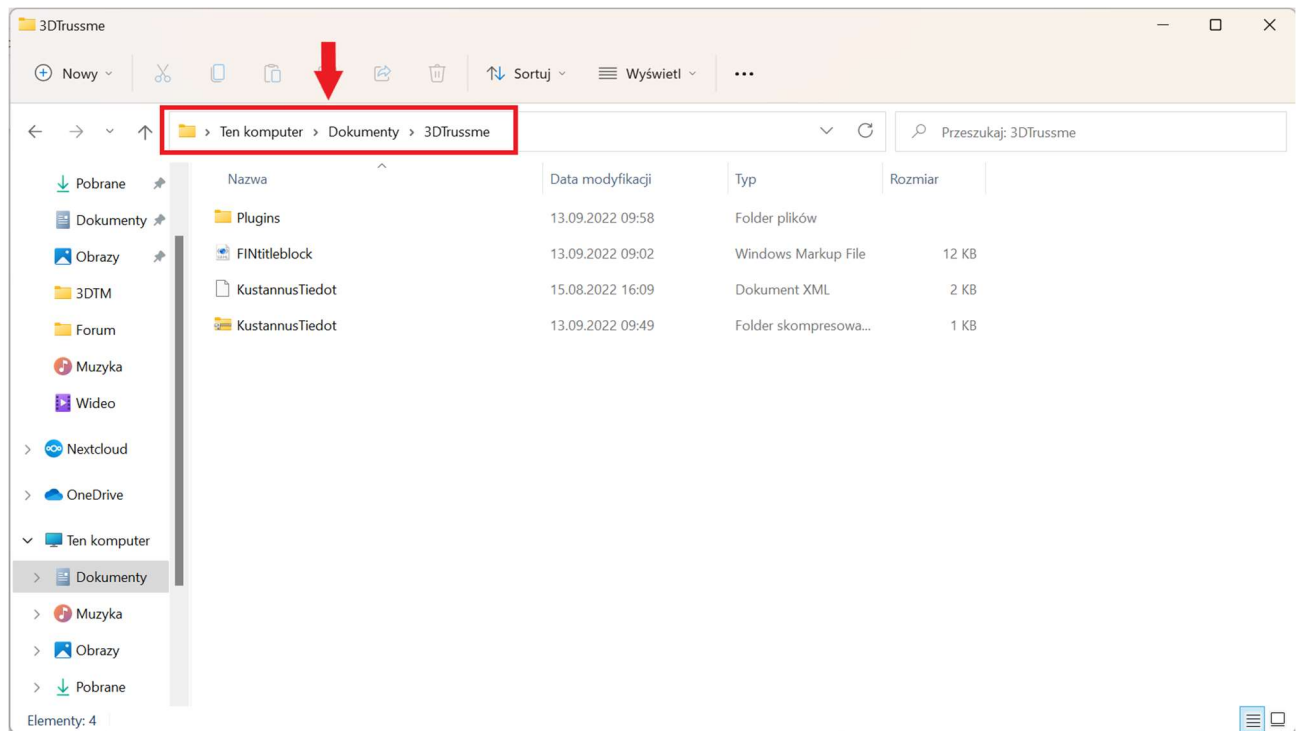 3DTrussme
Nowy
Sortuj
Wyświetl
Ten komputer > Dokumenty > 3DTrussme
Przeszukaj: 3DTrussme
Nazwa Data modyfikacji Typ Rozmiar
Plugins 13.09.2022 09:58 Folder plików
FINtitleblock 13.09.2022 09:02 Windows Markup File 12 KB
KustannusTiedot 15.08.2022 16:09 Dokument XML 2 KB
KustannusTiedot 13.09.2022 09:49 Folder skompresowa... 1 KB
Pobrane
Dokumenty
Obrazy
3DTM
Forum
Muzyka
Wideo
Nextcloud
OneDrive
Ten komputer
Dokumenty
Muzyka
Obrazy
Pobrane
Elementy: 4